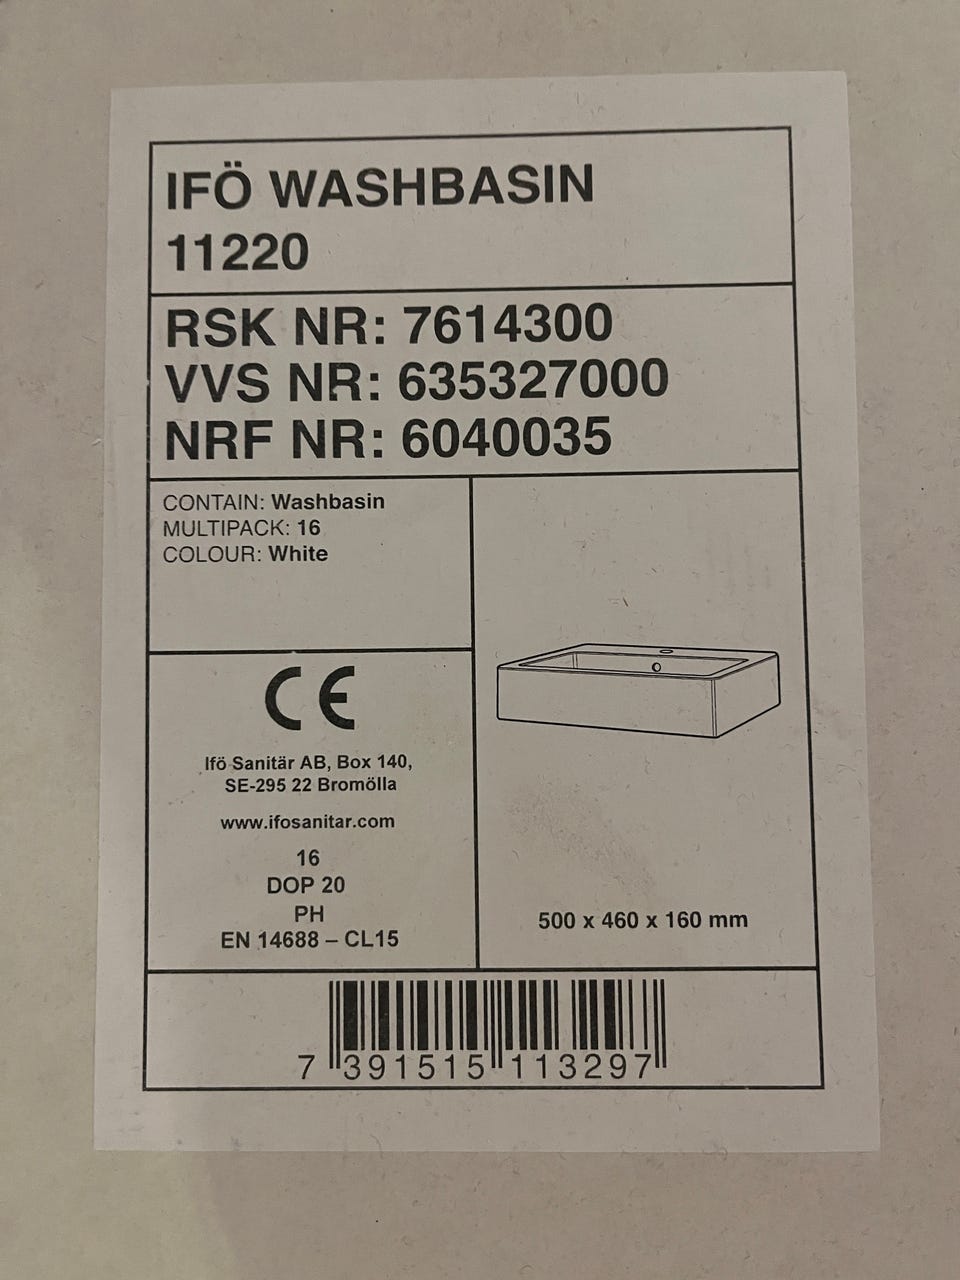 IFÖ WASHBASIN
11220
RSK NR: 7614300
VVS NR: 635327000
NRF NR: 6040035
CONTAIN: Washbasin
MULTIPACK: 16
COLOUR: White
CE
Ifö Sanitär AB, Box 140,
SE-295 22 Bromölla
www.ifosanitar.com
16
DOP 20
PH
EN 14688 – CL15
500 x 460 x 160 mm
7 391515 113297